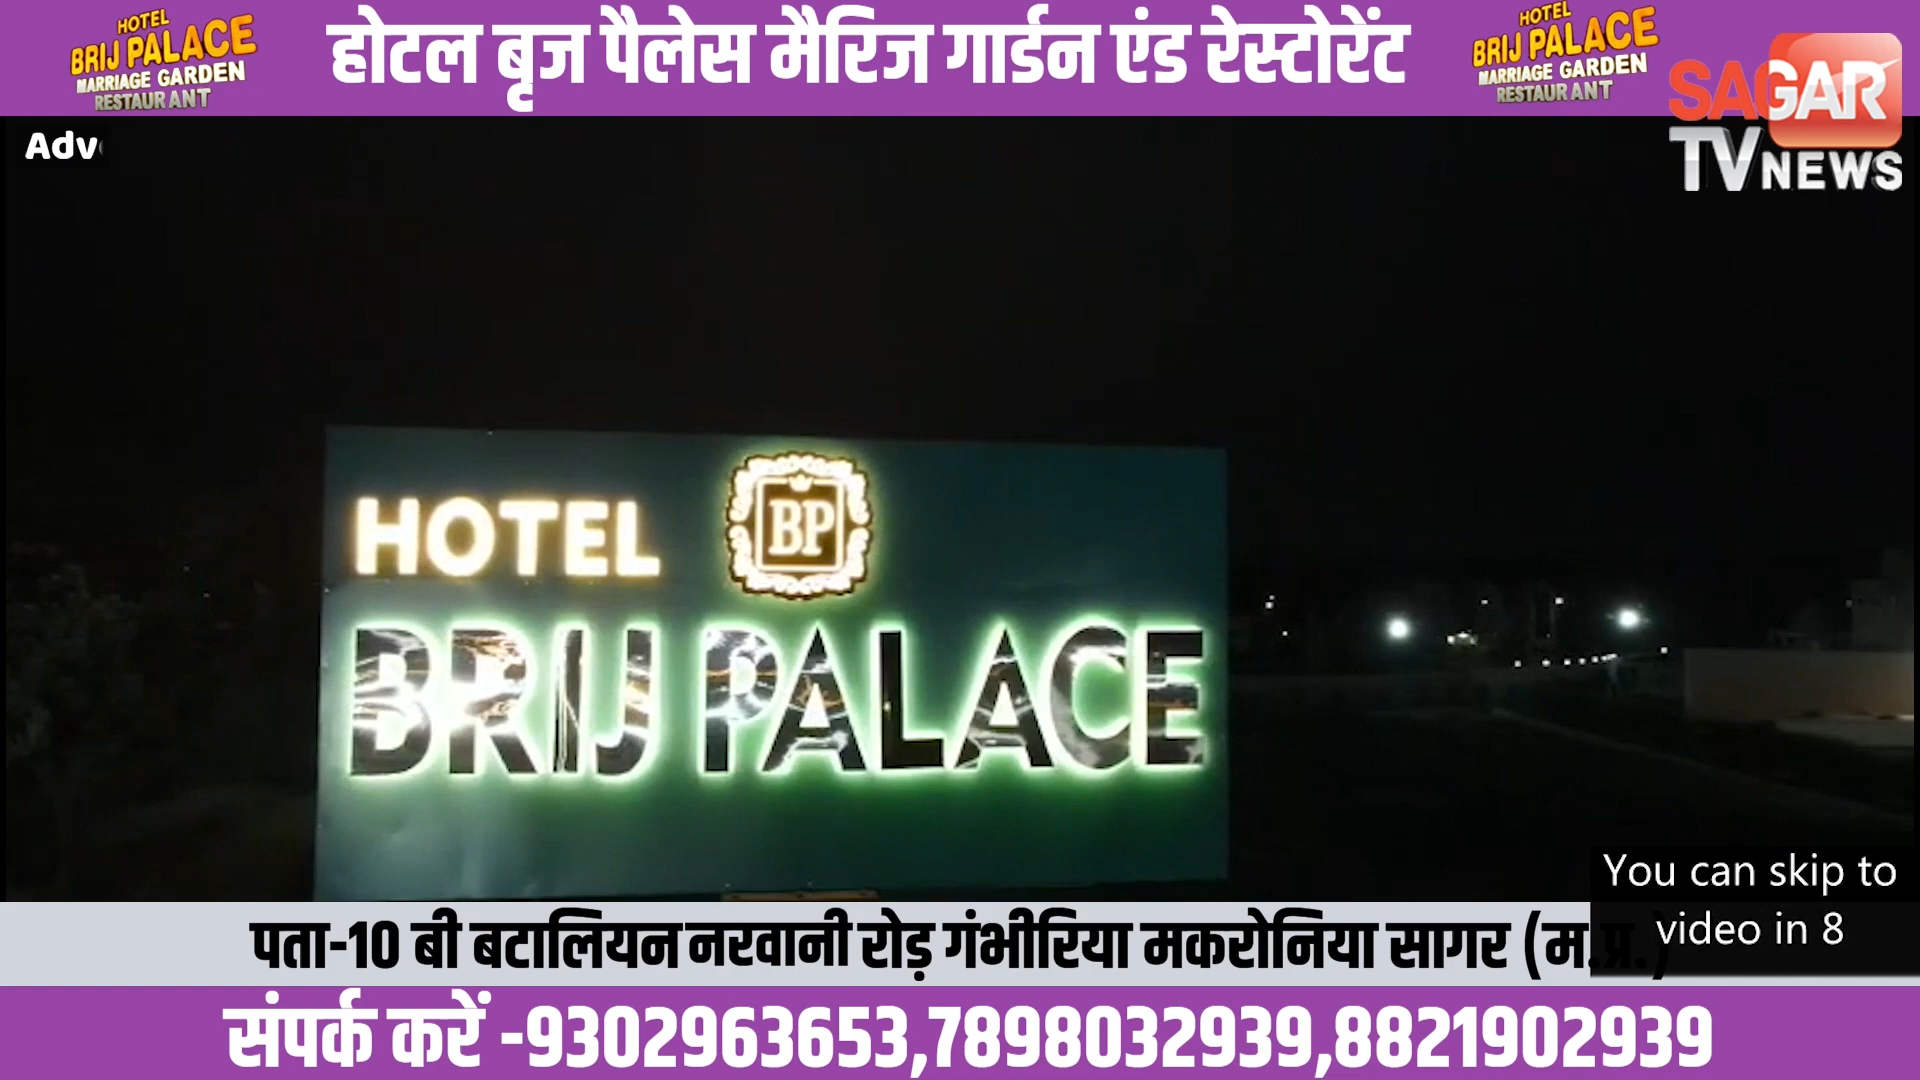 HOTEL
BRIJ PALACE
MARRIAGE GARDEN
RESTAURANT
होटल बृज पैलेस मैरिज गार्डन एंड रेस्टोरेंट
HOTEL
BRIJ PALACE
MARRIAGE GARDEN
RESTAURANT
SAGAR
TV NEWS
Adv
HOTEL
BP
BRIJ PALACE
You can skip to
video in 8
पता-10 बी बटालियन नरवानी रोड़ गंभीरिया मकरोनिया सागर (म.प्र.)
संपर्क करें -9302963653,7898032939,8821902939